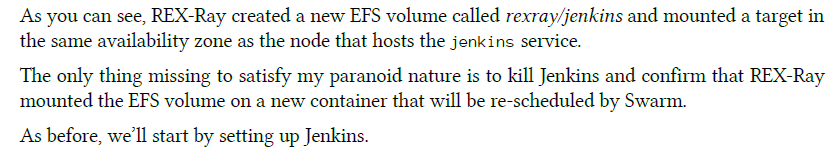 As you can see, REX-Ray created a new EFS volume called rexray/jenkins and mounted a target in
the same availability zone as the node that hosts the jenkins service.
The only thing missing to satisfy my paranoid nature is to kill Jenkins and confirm that REX-Ray
mounted the EFS volume on a new container that will be re-scheduled by Swarm.
As before, we’ll start by setting up Jenkins.